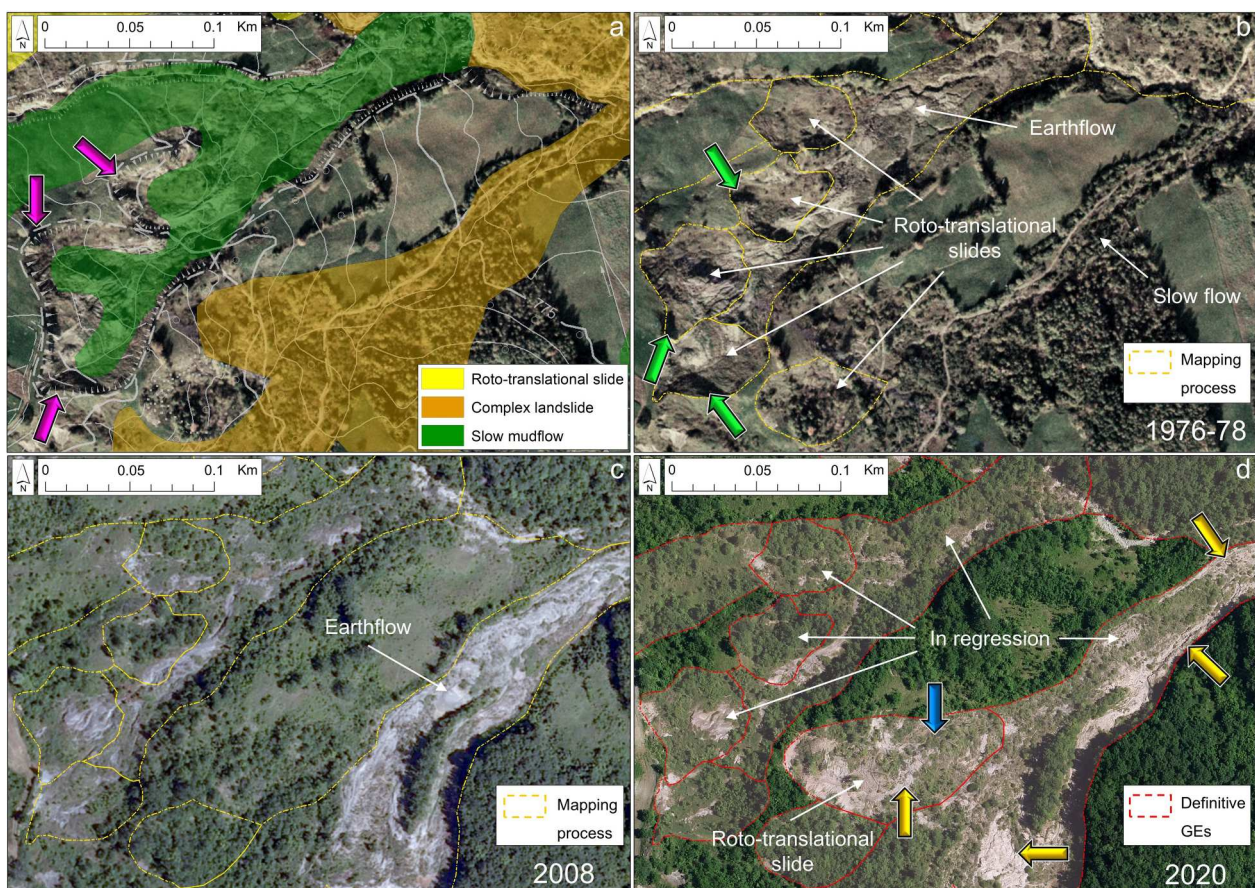 0 0.05 0.1 Km
N
a
175
Roto-translational slide
Complex landslide
Slow mudflow
0 0.05 0.1 Km
N
b
Earthflow
Roto-translational
slides
Slow flow
Mapping
process
1976-78
0 0.05 0.1 Km
N
c
Earthflow
Mapping
process
2008
0 0.05 0.1 Km
N
d
In regression
Roto-translational
slide
Definitive
GEs
2020